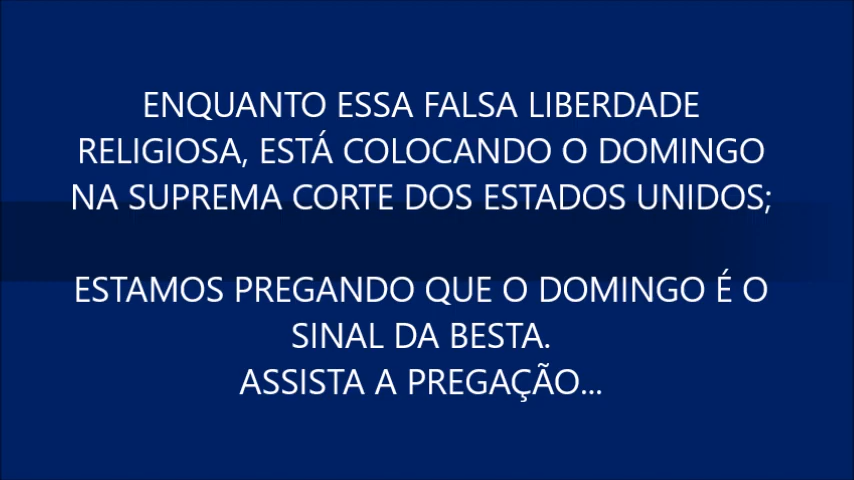 ENQUANTO ESSA FALSA LIBERDADE
RELIGIOSA, ESTÁ COLOCANDO O DOMINGO
NA SUPREMA CORTE DOS ESTADOS UNIDOS;
ESTAMOS PREGANDO QUE O DOMINGO É O
SINAL DA BESTA.
ASSISTA A PREGAÇÃO...